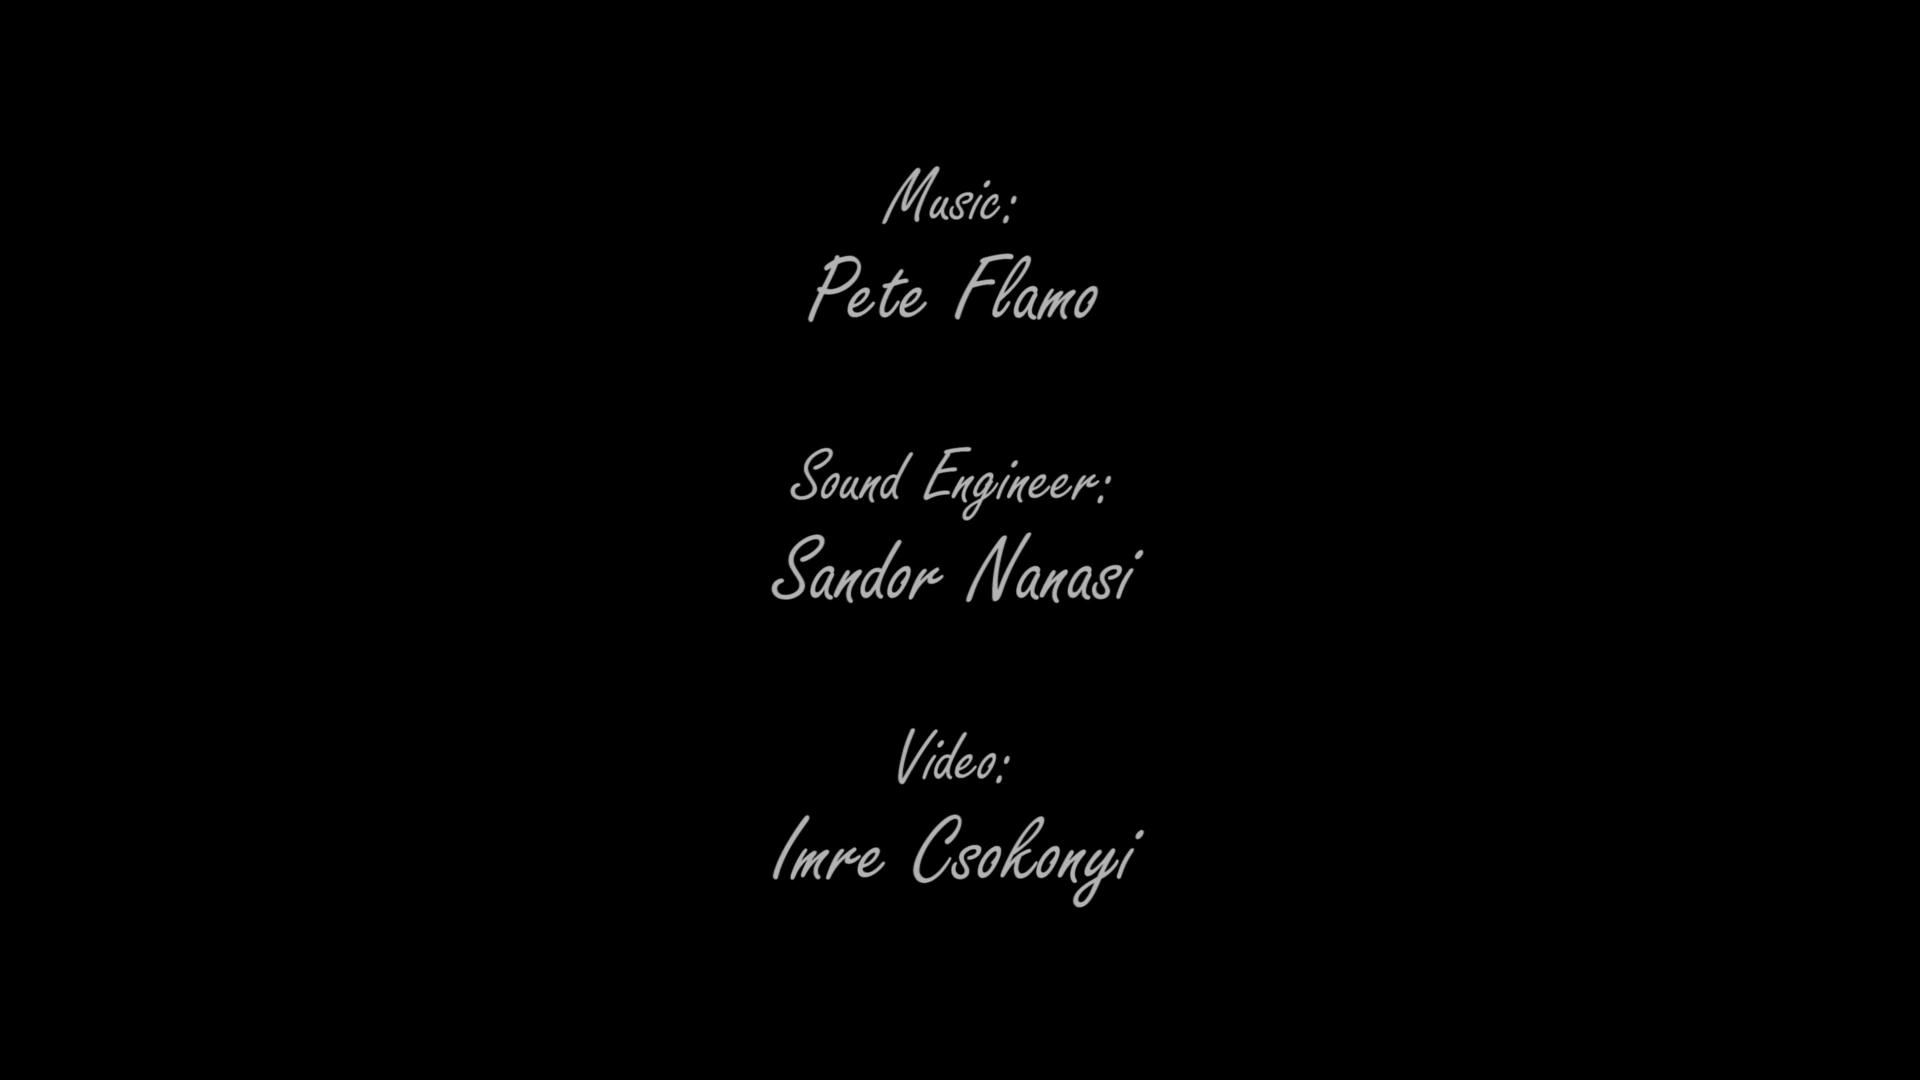 Music:
Pete Flamo
Sound Engineer:
Sandor Nanasi
Video:
Imre Csokonyi